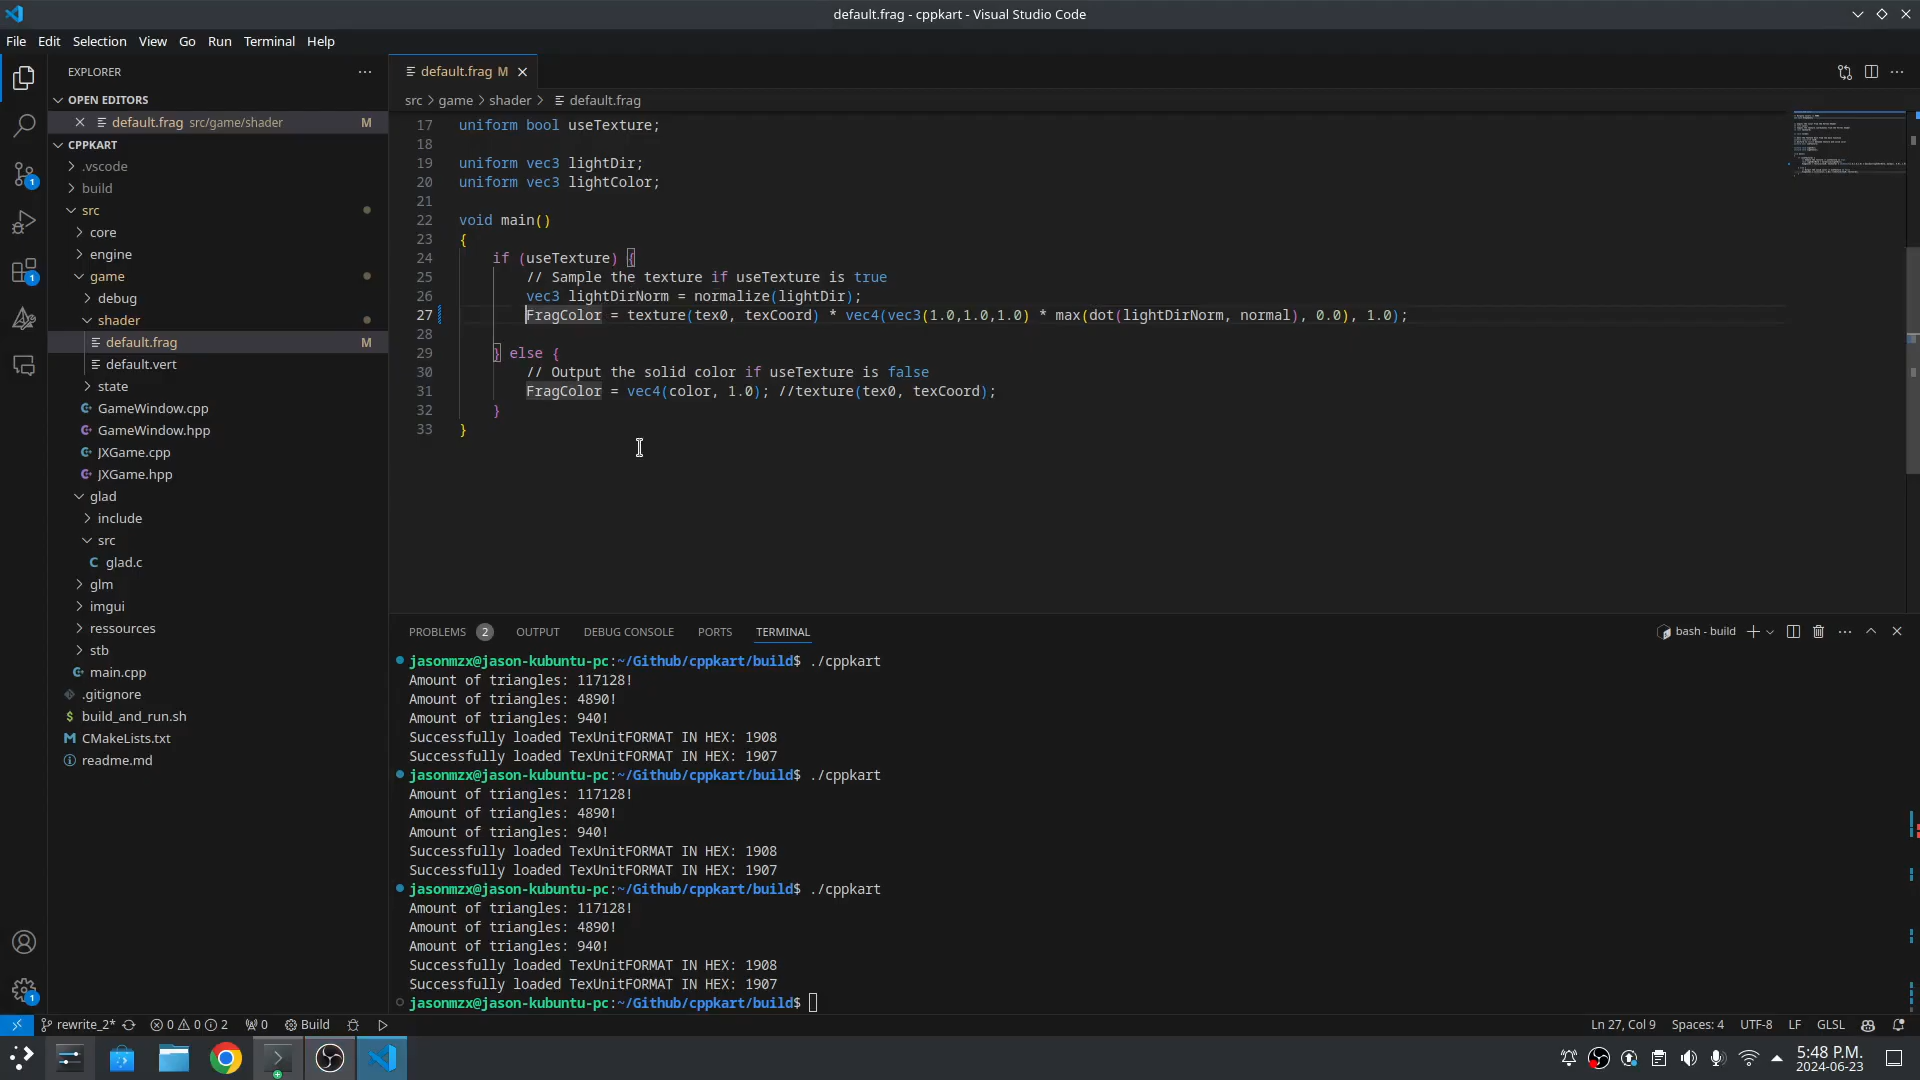 default.frag - cppkart - Visual Studio Code
File Edit Selection View Go Run Terminal Help
EXPLORER
OPEN EDITORS
default.frag src/game/shader M
CPPKART
.vscode
build
src
core
engine
game
debug
shader
default.frag M
default.vert
state
GameWindow.cpp
GameWindow.hpp
JXGame.cpp
JXGame.hpp
glad
include
src
C glad.c
glm
imgui
ressources
stb
main.cpp
.gitignore
$ build_and_run.sh
M CMakeLists.txt
readme.md
1
1
1
default.frag M
src > game > shader > default.frag
17 uniform bool useTexture;
18
19 uniform vec3 lightDir;
20 uniform vec3 lightColor;
21
22 void main()
23 {
24 if (useTexture) {
25 // Sample the texture if useTexture is true
26 vec3 lightDirNorm = normalize(lightDir);
27 FragColor = texture(tex0, texCoord) * vec4(vec3(1.0,1.0,1.0) * max(dot(lightDirNorm, normal), 0.0), 1.0);
28
29 } else {
30 // Output the solid color if useTexture is false
31 FragColor = vec4(color, 1.0); //texture(tex0, texCoord);
32 }
33 }
PROBLEMS 2 OUTPUT DEBUG CONSOLE PORTS TERMINAL
bash - build
jasonmzx@jason-kubuntu-pc:~/Github/cppkart/build$ ./cppkart
Amount of triangles: 117128!
Amount of triangles: 4890!
Amount of triangles: 940!
Successfully loaded TexUnitFORMAT IN HEX: 1908
Successfully loaded TexUnitFORMAT IN HEX: 1907
jasonmzx@jason-kubuntu-pc:~/Github/cppkart/build$ ./cppkart
Amount of triangles: 117128!
Amount of triangles: 4890!
Amount of triangles: 940!
Successfully loaded TexUnitFORMAT IN HEX: 1908
Successfully loaded TexUnitFORMAT IN HEX: 1907
jasonmzx@jason-kubuntu-pc:~/Github/cppkart/build$ ./cppkart
Amount of triangles: 117128!
Amount of triangles: 4890!
Amount of triangles: 940!
Successfully loaded TexUnitFORMAT IN HEX: 1908
Successfully loaded TexUnitFORMAT IN HEX: 1907
jasonmzx@jason-kubuntu-pc:~/Github/cppkart/build$
rewrite_2* 0 0 2 0 Build
Ln 27, Col 9 Spaces: 4 UTF-8 LF GLSL
5:48 P.M.
2024-06-23